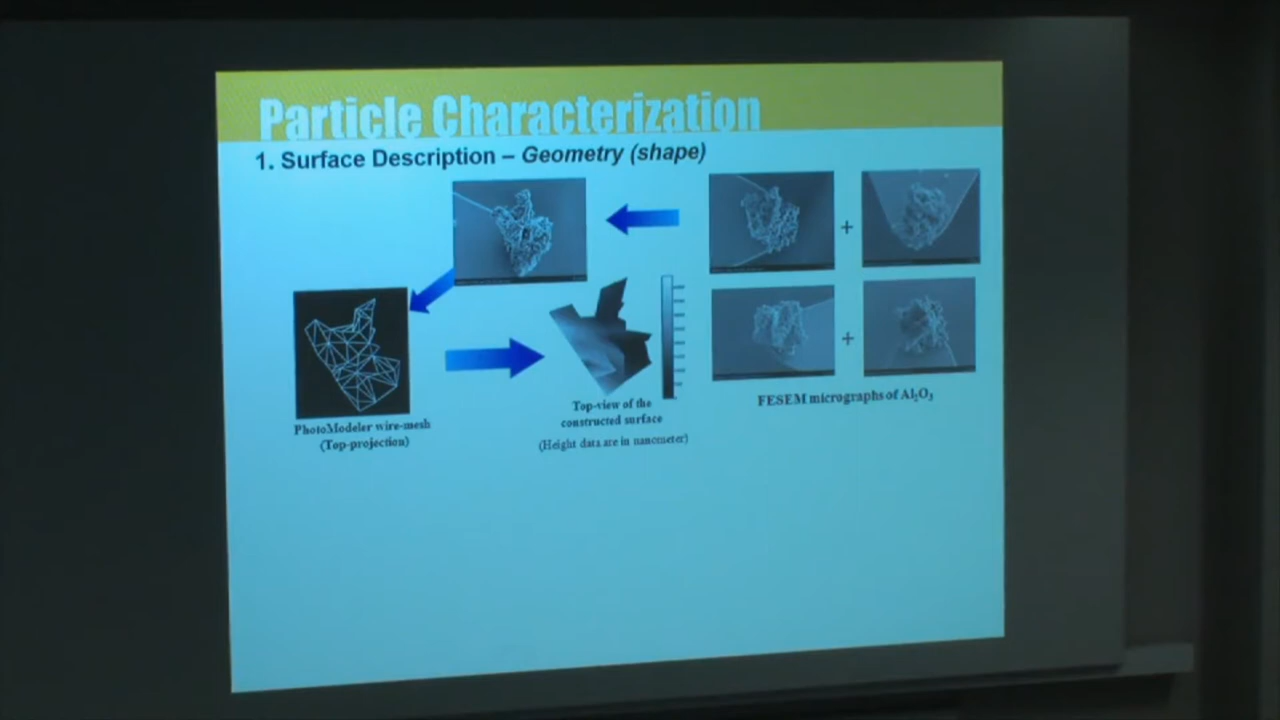 Particle Characterization
1. Surface Description – Geometry (shape)
+
+
FESEM micrographs of Al₂O₃
PhotoModeler wire-mesh
(Top-projection)
Top-view of the
constructed surface
(Height data are in nanometer)